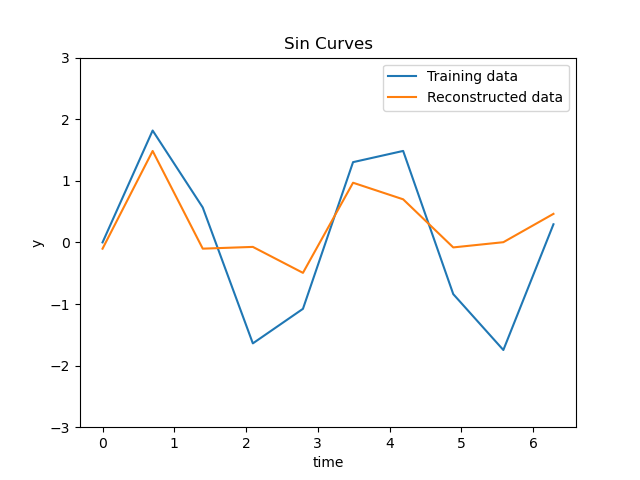 Sin Curves
Training data
Reconstructed data
3
2
1
0
−1
−2
−3
y
0 1 2 3 4 5 6
time